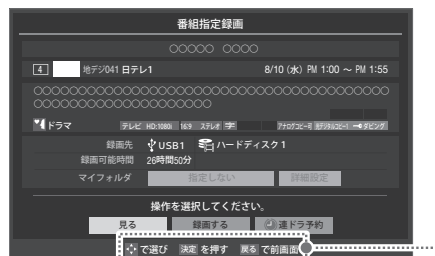 番組指定録画
○○○○○ ○○○○
4 地デジ041 日テレ1 8/10 (水) PM 1:00 ~ PM 1:55
○○○○○○○○○○○○○○○○○○○○○○○○○○○○○○○○○○○○○○○○○○○
○○○○○○○○○○○○○○○○○○○○○
ドラマ テレビ HD:1080i 16:9 ステレオ 字 アナログコピー可 ダビング
録画先 USB1 ハードディスク1
録画可能時間 26時間50分
マイフォルダ 指定しない 詳細設定
操作を選択してください。
見る 録画する 連ドラ予約
で選び 決定 を押す 戻る で前画面